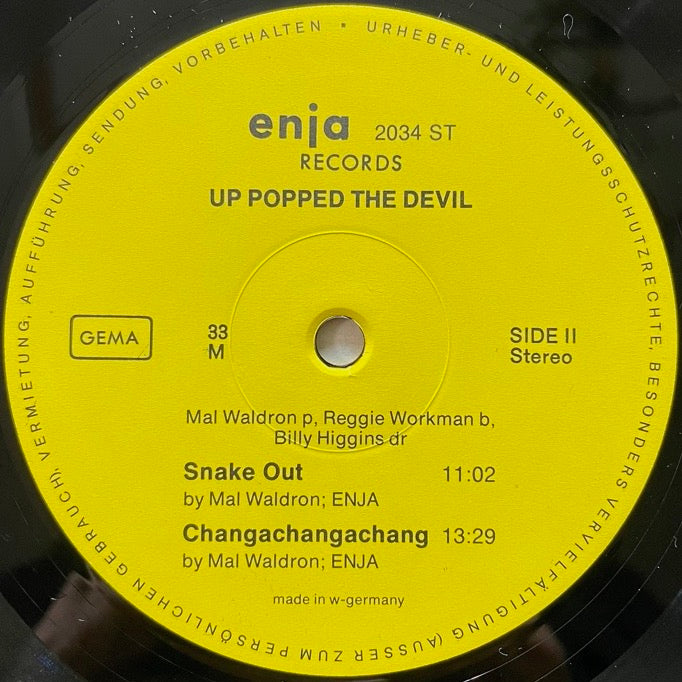 URHEBER- UND LEISTUNGSSCHUTZRECHTE, BESONDERS VERVIELFÄLTIGUNG (AUSSER ZUM PERSÖNLICHEN GEBRAUCH), VERMIETUNG, AUFFÜHRUNG, SENDUNG, VORBEHALTEN •
enja 2034 ST
RECORDS
UP POPPED THE DEVIL
GEMA
33
M
SIDE II
Stereo
Mal Waldron p, Reggie Workman b,
Billy Higgins dr
Snake Out 11:02
by Mal Waldron; ENJA
Changachangachang 13:29
by Mal Waldron; ENJA
made in w-germany